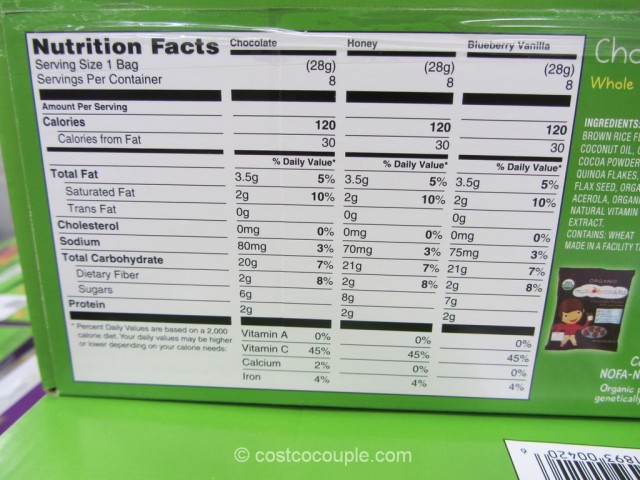 Nutrition Facts Chocolate Honey Blueberry Vanilla
Serving Size 1 Bag (28g) (28g) (28g)
Servings Per Container 8 8 8
Amount Per Serving
Calories 120 120 120
Calories from Fat 30 30 30
% Daily Value* % Daily Value* % Daily Value*
Total Fat 3.5g 5% 3.5g 5% 3.5g 5%
Saturated Fat 2g 10% 2g 10% 2g 10%
Trans Fat 0g 0g 0g
Cholesterol 0mg 0% 0mg 0% 0mg 0%
Sodium 80mg 3% 70mg 3% 75mg 3%
Total Carbohydrate 20g 7% 21g 7% 21g 7%
Dietary Fiber 2g 8% 2g 8% 2g 8%
Sugars 6g 8g 7g
Protein 2g 2g 2g
* Percent Daily Values are based on a 2,000
calorie diet. Your daily values may be higher
or lower depending on your calorie needs:
Vitamin A 0% 0% 0%
Vitamin C 45% 45% 45%
Calcium 2% 0% 0%
Iron 4% 4% 4%
Cho
Whole
INGREDIENTS:
BROWN RICE FL
COCONUT OIL,
COCOA POWDER
QUINOA FLAKES,
FLAX SEED, ORGA
ACEROLA, ORGANI
NATURAL VITAMIN
EXTRACT.
CONTAINS: WHEAT
MADE IN A FACILITY T
ORGANIC
NOFA-N
Organic p
genetically
1893 00420 6
© costcocouple.com